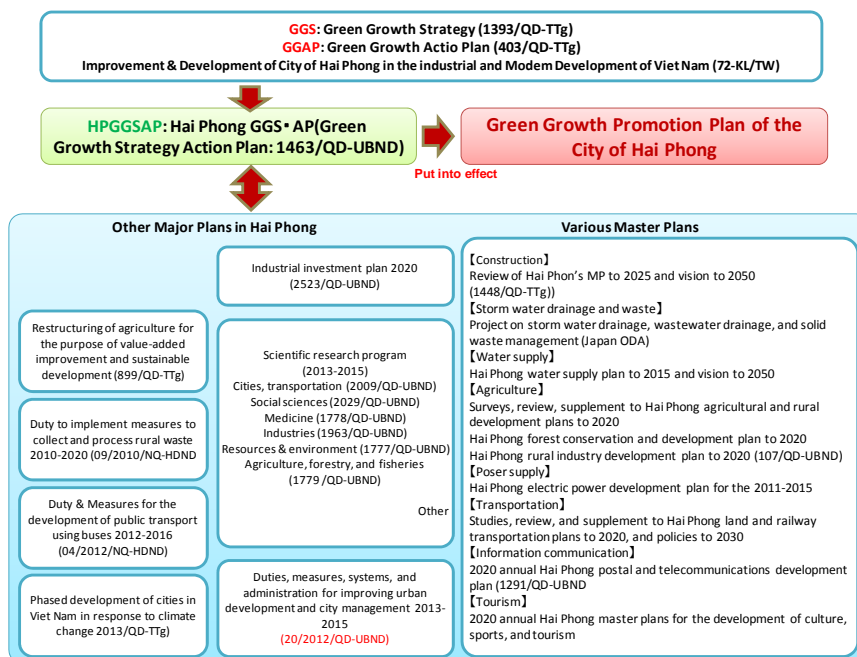 GGS: Green Growth Strategy (1393/QD-TTg)
GGAP: Green Growth Actio Plan (403/QD-TTg)
Improvement & Development of City of Hai Phong in the industrial and Modern Development of Viet Nam (72-KL/TW)
HPGGSAP: Hai Phong GGS・AP(Green
Growth Strategy Action Plan: 1463/QD-UBND)
Put into effect
Green Growth Promotion Plan of the
City of Hai Phong
Other Major Plans in Hai Phong
Restructuring of agriculture for
the purpose of value-added
improvement and sustainable
development (899/QD-TTg)
Duty to implement measures to
collect and process rural waste
2010-2020 (09/2010/NQ-HDND
Duty & Measures for the
development of public transport
using buses 2012-2016
(04/2012/NQ-HDND)
Phased development of cities in
Viet Nam in response to climate
change 2013/QD-TTg)
Industrial investment plan 2020
(2523/QD-UBND)
Scientific research program
(2013-2015)
Cities, transportation (2009/QD-UBND)
Social sciences (2029/QD-UBND)
Medicine (1778/QD-UBND)
Industries (1963/QD-UBND)
Resources & environment (1777/QD-UBND)
Agriculture, forestry, and fisheries
(1779/QD-UBND)
Other
Duties, measures, systems, and
administration for improving urban
development and city management 2013-
2015
(20/2012/QD-UBND)
Various Master Plans
【Construction】
Review of Hai Phon's MP to 2025 and vision to 2050
(1448/QD-TTg))
【Storm water drainage and waste】
Project on storm water drainage, wastewater drainage, and solid
waste management (Japan ODA)
【Water supply】
Hai Phong water supply plan to 2015 and vision to 2050
【Agriculture】
Surveys, review, supplement to Hai Phong agricultural and rural
development plans to 2020
Hai Phong forest conservation and development plan to 2020
Hai Phong rural industry development plan to 2020 (107/QD-UBND)
【Poser supply】
Hai Phong electric power development plan for the 2011-2015
【Transportation】
Studies, review, and supplement to Hai Phong land and railway
transportation plans to 2020, and policies to 2030
【Information communication】
2020 annual Hai Phong postal and telecommunications development
plan (1291/QD-UBND
【Tourism】
2020 annual Hai Phong master plans for the development of culture,
sports, and tourism